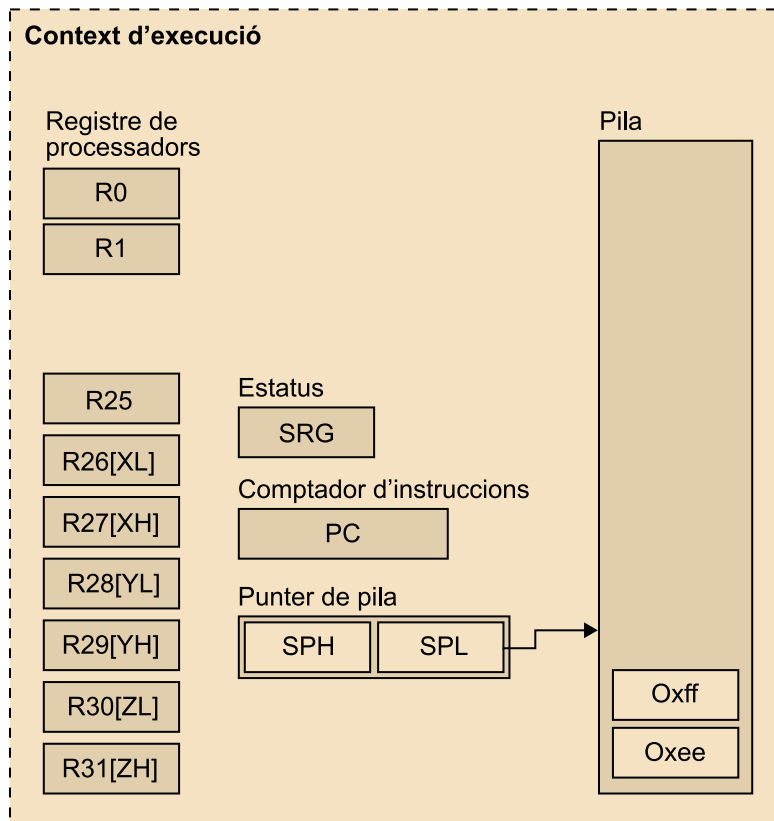 Context d’execució
Registre de
processadors
R0
R1
R25
R26[XL]
R27[XH]
R28[YL]
R29[YH]
R30[ZL]
R31[ZH]
Estatus
SRG
Comptador d’instruccions
PC
Punter de pila
SPH
SPL
Pila
Oxff
Oxee